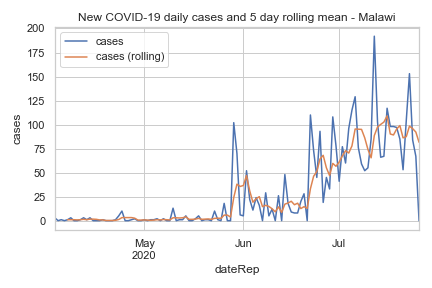 New COVID-19 daily cases and 5 day rolling mean - Malawi
cases
cases (rolling)
200
175
150
125
100
75
50
25
0
cases
May
2020
Jun
Jul
dateRep